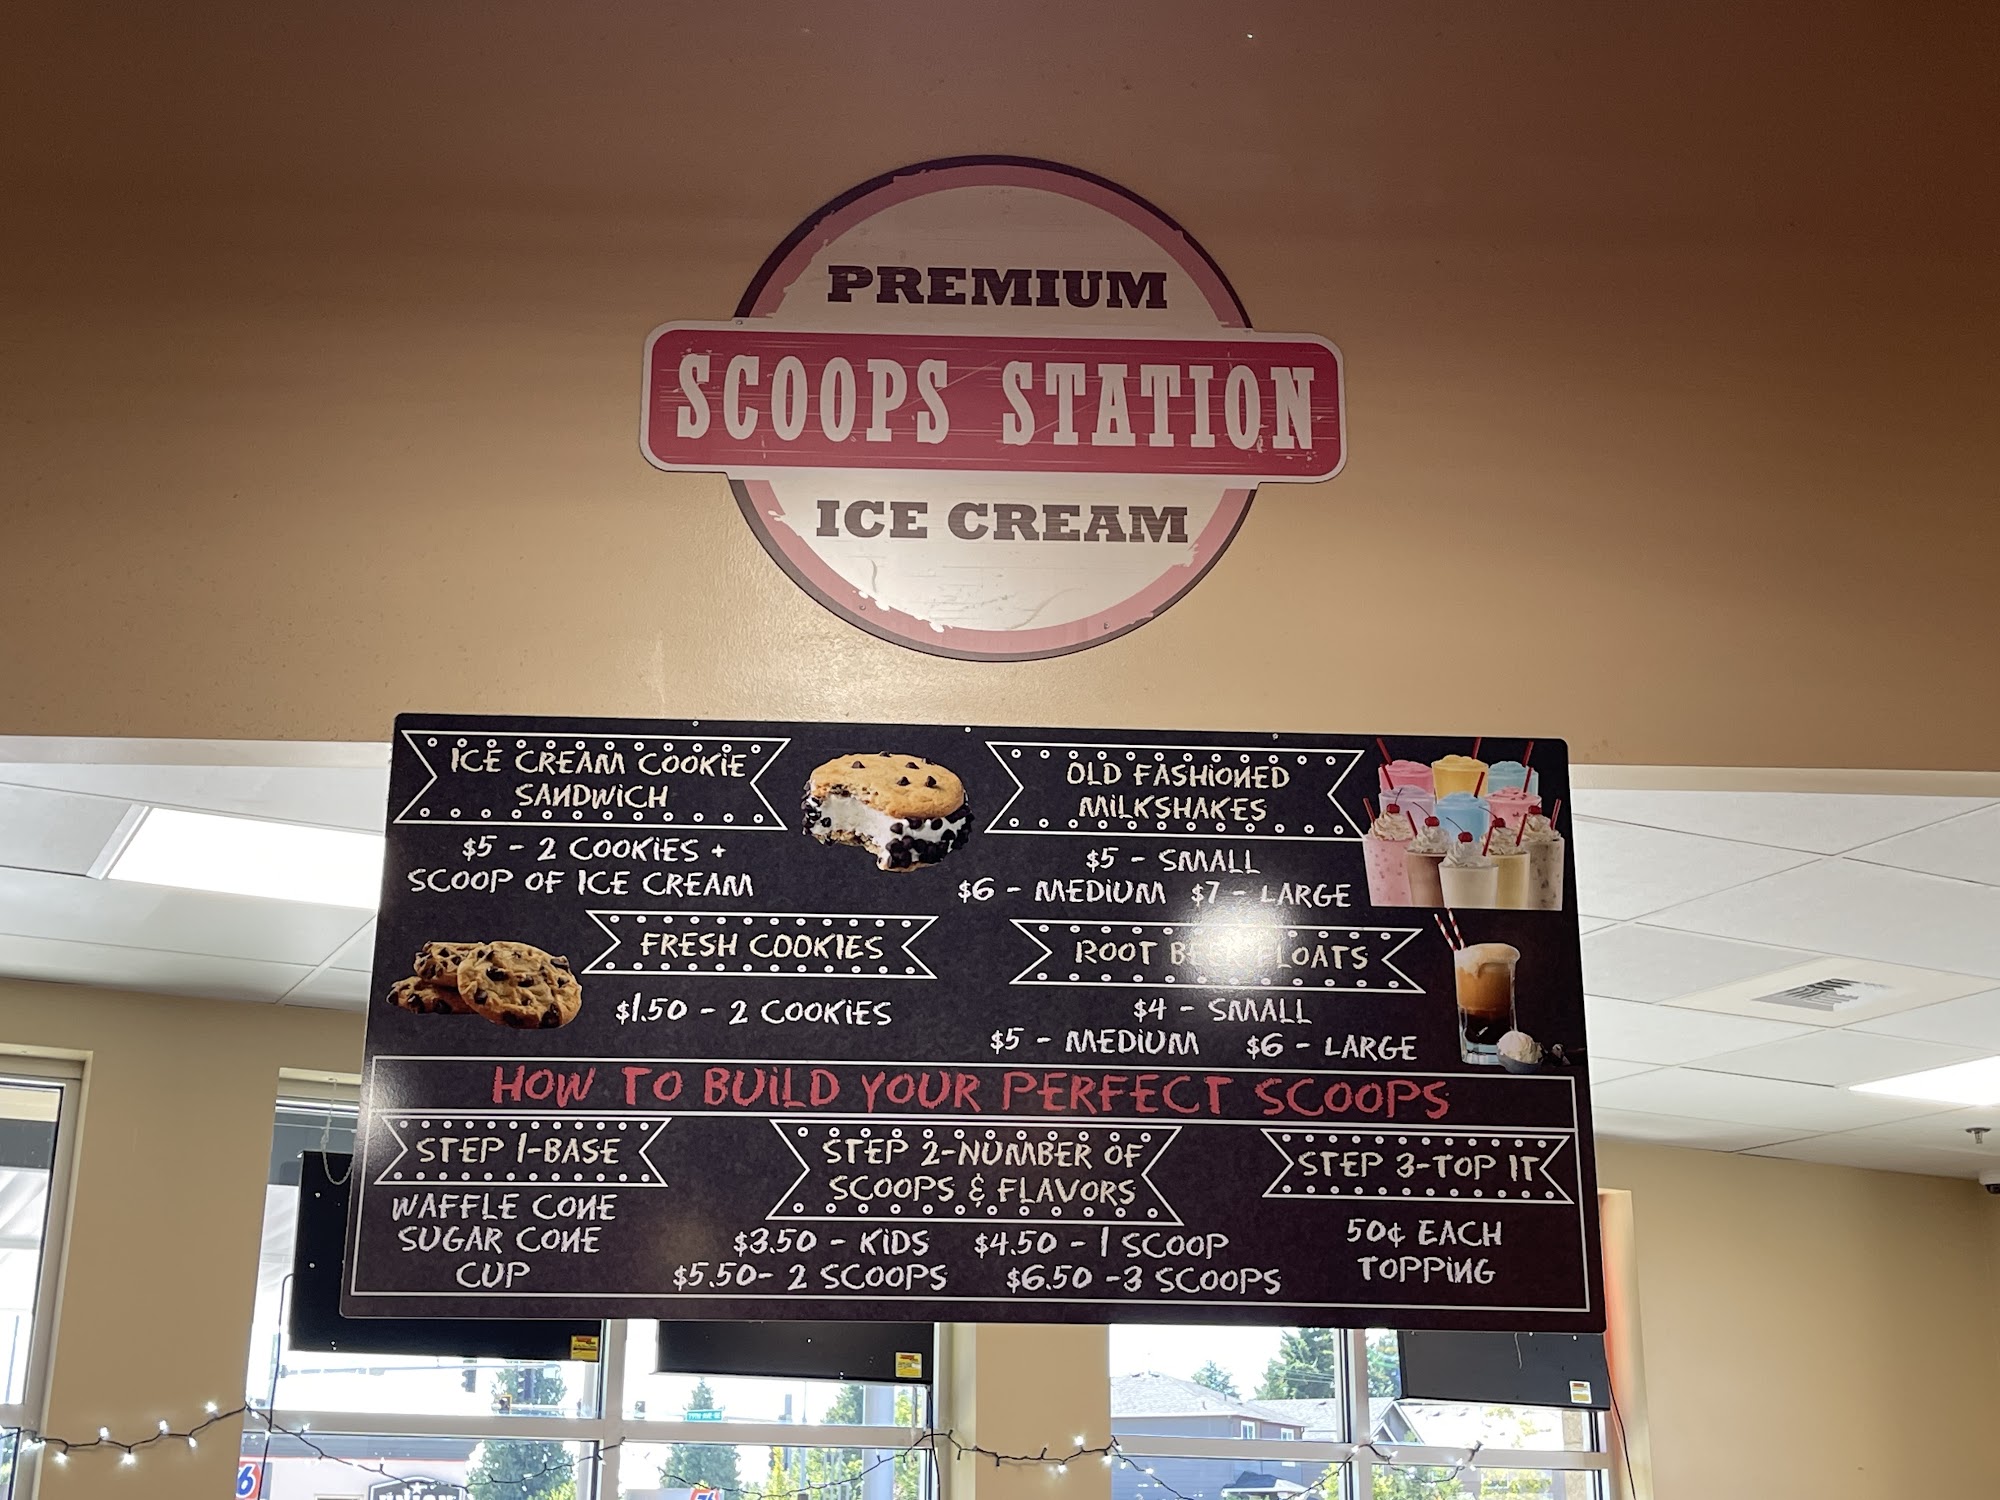 PREMIUM
SCOOPS STATION
ICE CREAM
ICE CREAM COOKIE
SANDWICH
$5 - 2 COOKIES +
SCOOP OF ICE CREAM
OLD FASHIONED
MILKSHAKES
$5 - SMALL
$6 - MEDIUM $7 - LARGE
FRESH COOKIES
$1.50 - 2 COOKIES
ROOT BEER FLOATS
$4 - SMALL
$5 - MEDIUM $6 - LARGE
HOW TO BUILD YOUR PERFECT SCOOPS
STEP 1-BASE
WAFFLE CONE
SUGAR CONE
CUP
STEP 2-NUMBER OF
SCOOPS & FLAVORS
$3.50 - KIDS $4.50 - 1 SCOOP
$5.50- 2 SCOOPS $6.50 -3 SCOOPS
STEP 3-TOP IT
50¢ EACH
TOPPING
76